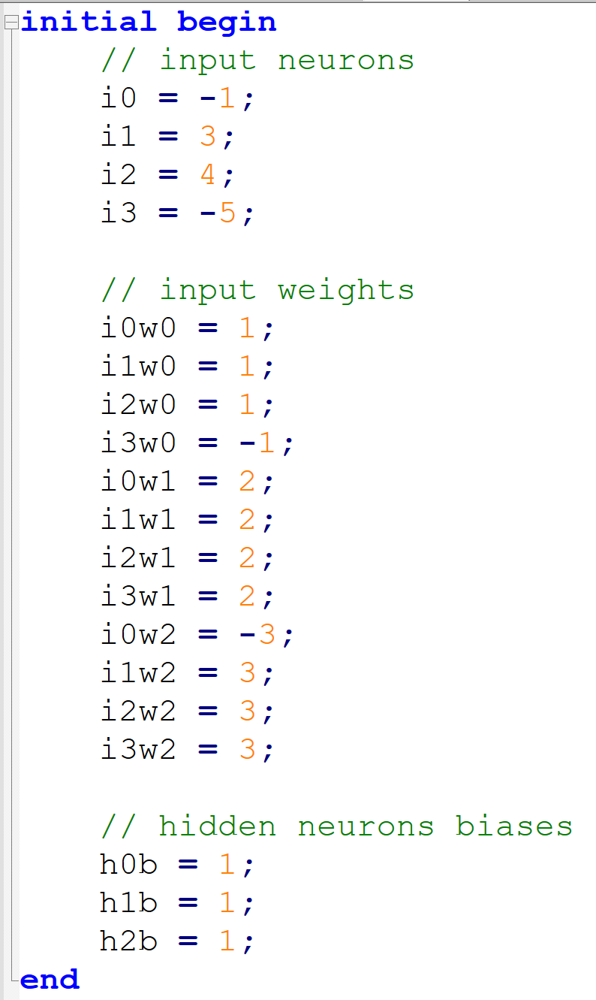 initial begin
// input neurons
i0 = -1;
i1 = 3;
i2 = 4;
i3 = -5;
// input weights
i0w0 = 1;
i1w0 = 1;
i2w0 = 1;
i3w0 = -1;
i0w1 = 2;
i1w1 = 2;
i2w1 = 2;
i3w1 = 2;
i0w2 = -3;
i1w2 = 3;
i2w2 = 3;
i3w2 = 3;
// hidden neurons biases
h0b = 1;
h1b = 1;
h2b = 1;
end